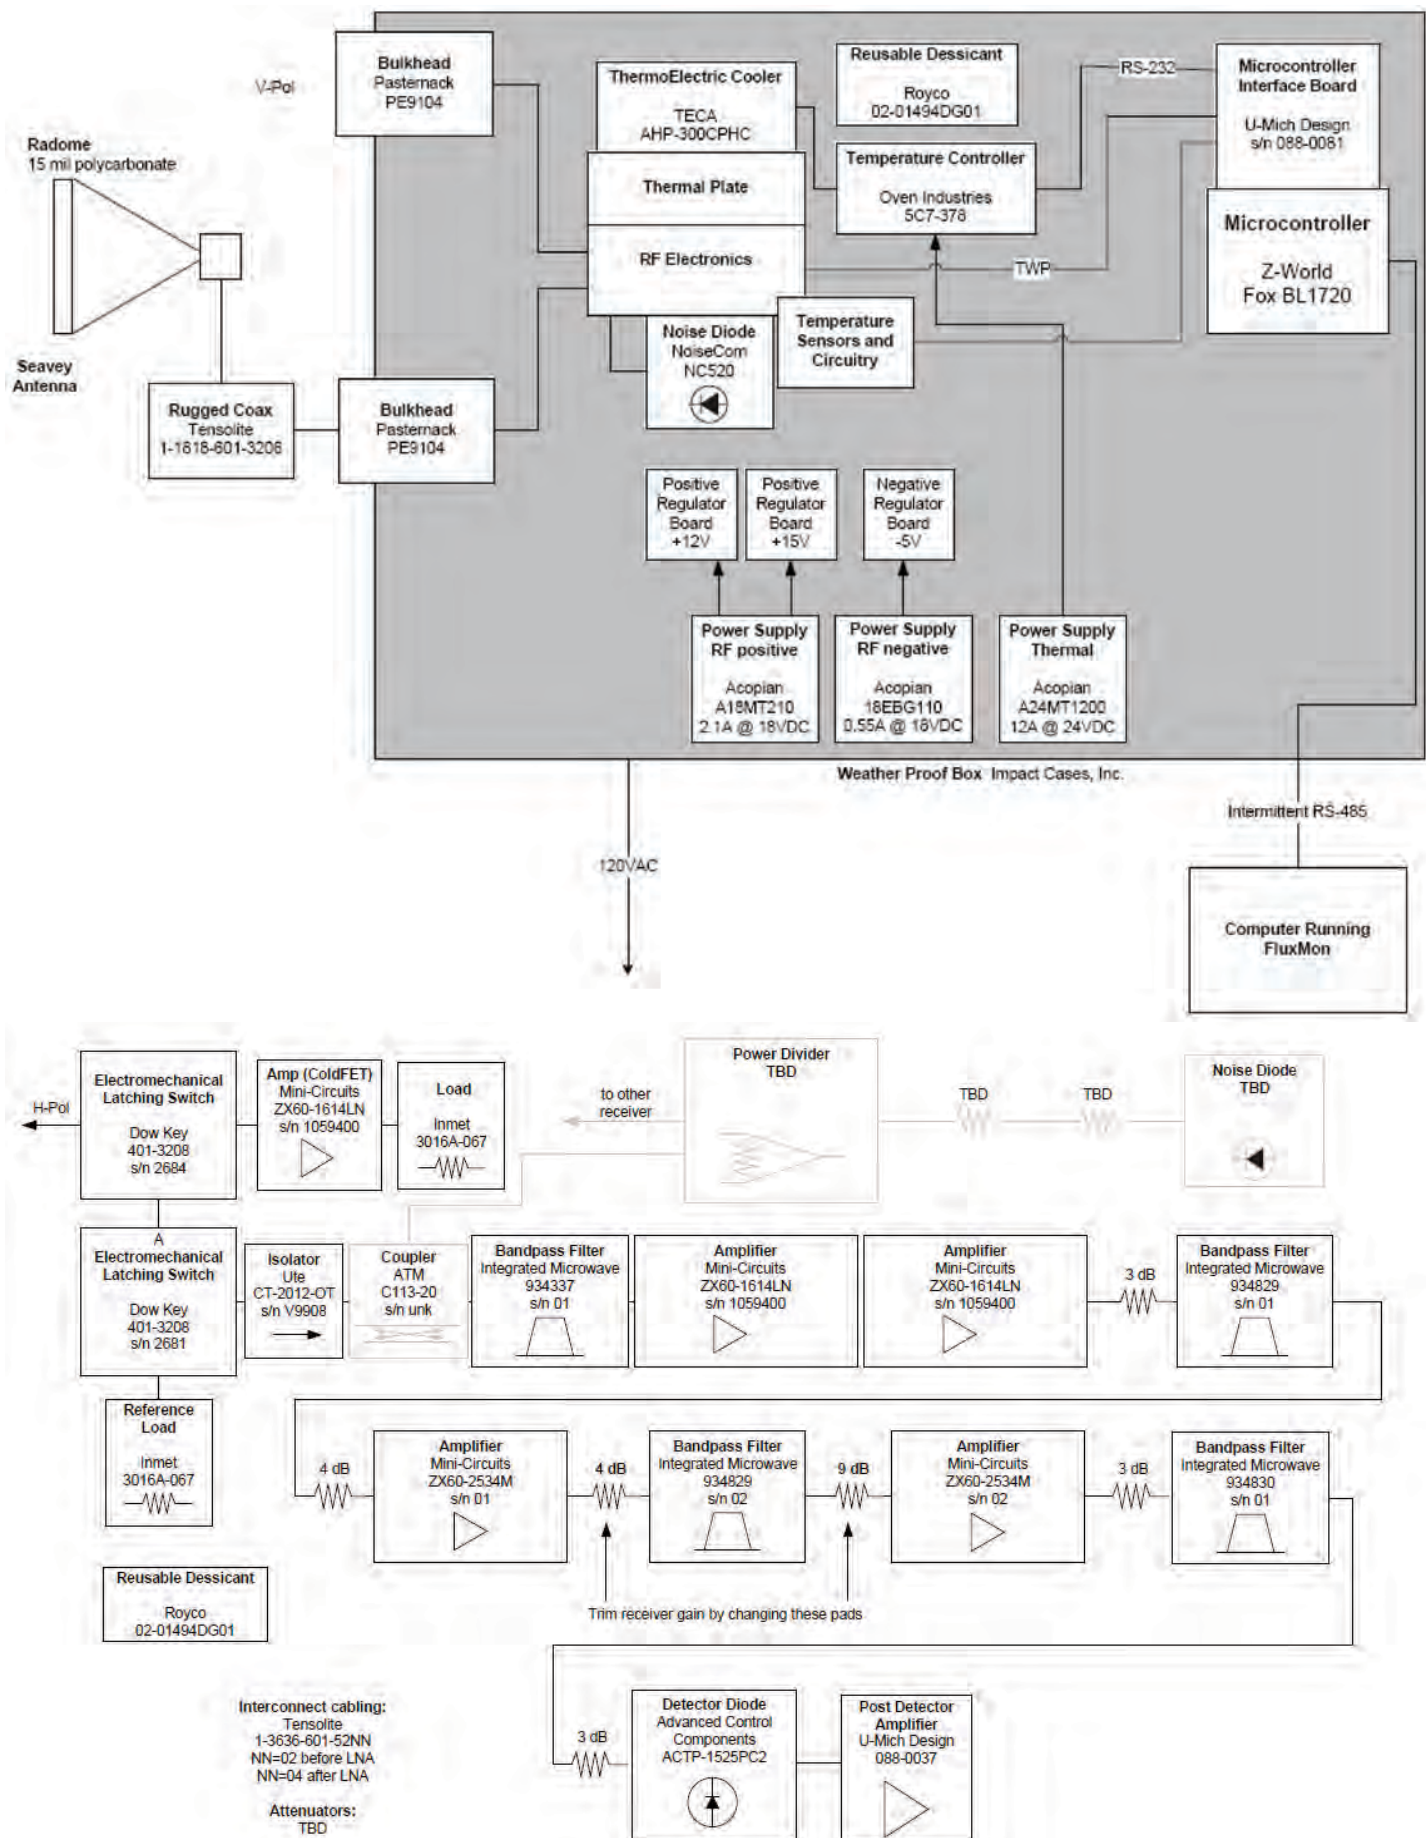 V-Pol
Radome
15 mil polycarbonate
Seavey
Antenna
Rugged Coax
Tensolite
1-1618-601-3206
Bulkhead
Pasternack
PE9104
Bulkhead
Pasternack
PE9104
ThermoElectric Cooler
TECA
AHP-300CPHC
Thermal Plate
RF Electronics
Noise Diode
NoiseCom
NC520
Temperature
Sensors and
Circuitry
Reusable Dessicant
Royco
02-01494DG01
Temperature Controller
Oven Industries
5C7-378
RS-232
TWP
Microcontroller
Interface Board
U-Mich Design
s/n 088-0081
Microcontroller
Z-World
Fox BL1720
Positive
Regulator
Board
+12V
Positive
Regulator
Board
+15V
Negative
Regulator
Board
-5V
Power Supply
RF positive
Acopian
A18MT210
2.1A @ 18VDC
Power Supply
RF negative
Acopian
18EBG110
0.55A @ 18VDC
Power Supply
Thermal
Acopian
A24MT1200
12A @ 24VDC
Weather Proof Box Impact Cases, Inc.
120VAC
Intermittent RS-485
Computer Running
FluxMon
H-Pol
Electromechanical
Latching Switch
Dow Key
401-3208
s/n 2684
Amp (ColdFET)
Mini-Circuits
ZX60-1614LN
s/n 1059400
Load
Inmet
3016A-067
to other
receiver
Power Divider
TBD
TBD
TBD
Noise Diode
TBD
A
Electromechanical
Latching Switch
Dow Key
401-3208
s/n 2681
Isolator
Ute
CT-2012-OT
s/n V9908
Coupler
ATM
C113-20
s/n unk
Bandpass Filter
Integrated Microwave
934337
s/n 01
Amplifier
Mini-Circuits
ZX60-1614LN
s/n 1059400
Amplifier
Mini-Circuits
ZX60-1614LN
s/n 1059400
3 dB
Bandpass Filter
Integrated Microwave
934829
s/n 01
Reference
Load
Inmet
3016A-067
4 dB
Amplifier
Mini-Circuits
ZX60-2534M
s/n 01
4 dB
Bandpass Filter
Integrated Microwave
934829
s/n 02
9 dB
Amplifier
Mini-Circuits
ZX60-2534M
s/n 02
3 dB
Bandpass Filter
Integrated Microwave
934830
s/n 01
Trim receiver gain by changing these pads
Reusable Dessicant
Royco
02-01494DG01
Interconnect cabling:
Tensolite
1-3636-601-52NN
NN=02 before LNA
NN=04 after LNA
Attenuators:
TBD
3 dB
Detector Diode
Advanced Control
Components
ACTP-1525PC2
Post Detector
Amplifier
U-Mich Design
088-0037